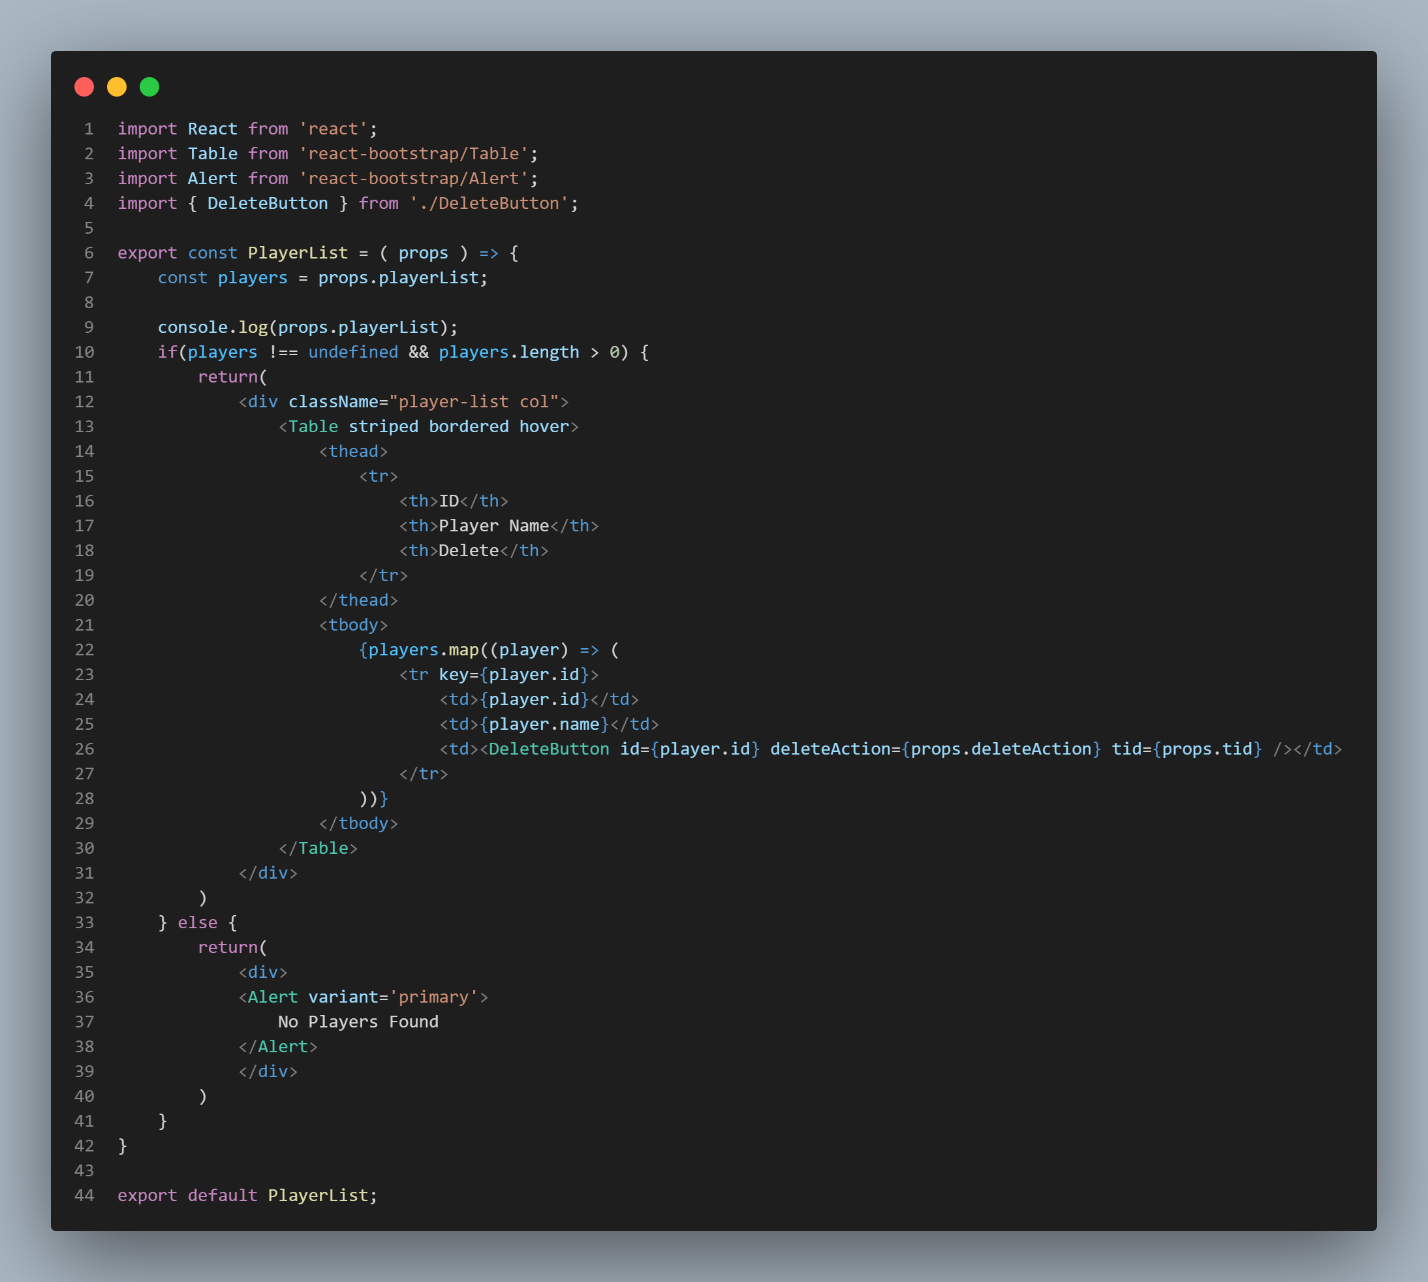 1 import React from 'react';
2 import Table from 'react-bootstrap/Table';
3 import Alert from 'react-bootstrap/Alert';
4 import { DeleteButton } from './DeleteButton';
5
6 export const PlayerList = ( props ) => {
7     const players = props.playerList;
8
9     console.log(props.playerList);
10     if(players !== undefined && players.length > 0) {
11         return(
12             <div className="player-list col">
13                 <Table striped bordered hover>
14                     <thead>
15                         <tr>
16                             <th>ID</th>
17                             <th>Player Name</th>
18                             <th>Delete</th>
19                         </tr>
20                     </thead>
21                     <tbody>
22                         {players.map((player) => (
23                             <tr key={player.id}>
24                                 <td>{player.id}</td>
25                                 <td>{player.name}</td>
26                                 <td><DeleteButton id={player.id} deleteAction={props.deleteAction} tid={props.tid} /></td>
27                             </tr>
28                         ))}
29                     </tbody>
30                 </Table>
31             </div>
32         )
33     } else {
34         return(
35             <div>
36             <Alert variant='primary'>
37                 No Players Found
38             </Alert>
39             </div>
40         )
41     }
42 }
43
44 export default PlayerList;